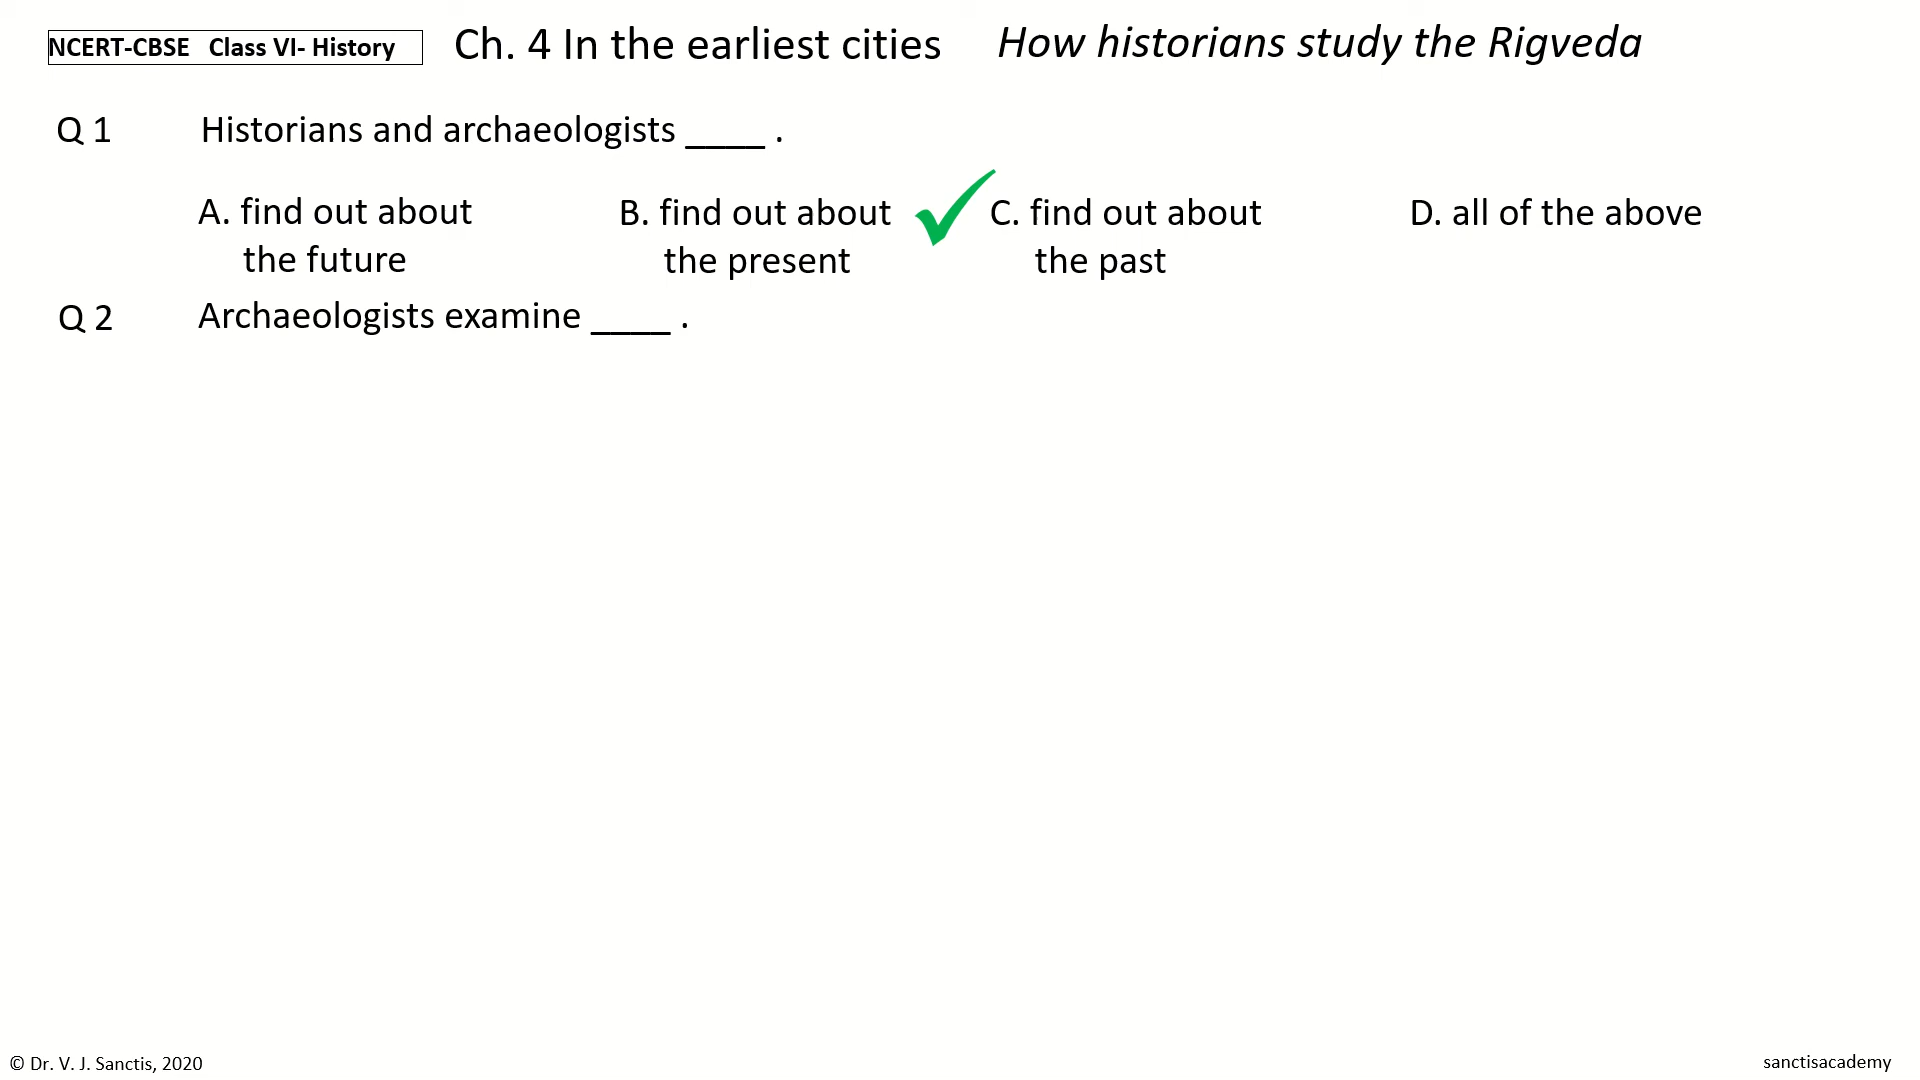 NCERT-CBSE Class VI- History Ch. 4 In the earliest cities How historians study the Rigveda
Q 1 Historians and archaeologists ____ .
A. find out about B. find out about C. find out about D. all of the above
the future the present the past
Q 2 Archaeologists examine ____ .
© Dr. V. J. Sanctis, 2020 sanctisacademy